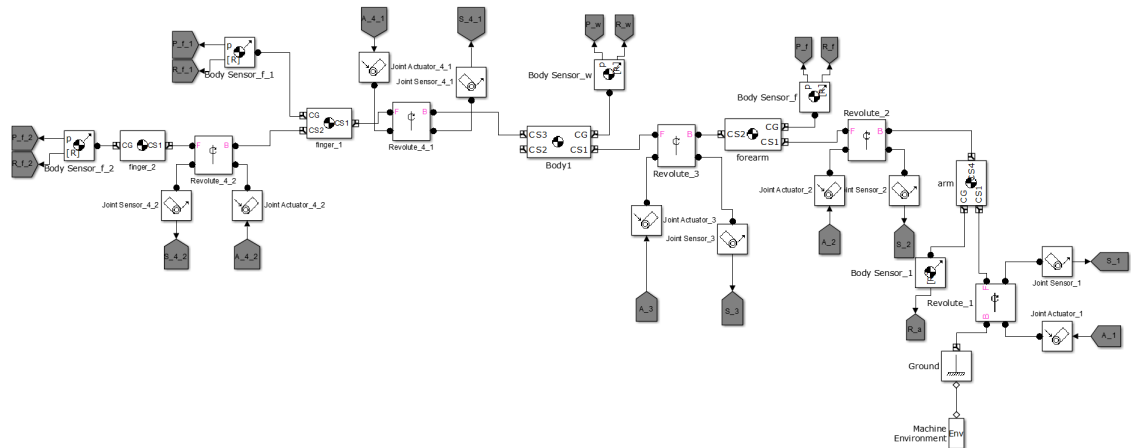 A_4_1
S_4_1
P_w
R_w
P_f
R_f
P_f_1
R_f_1
p
[R]
Body Sensor_f_1
Joint Actuator_4_1
Joint Sensor_4_1
Body Sensor_w
P
[R]
Body Sensor_f
P
[R]
Revolute_2
F
B
CG
CS2
CS1
finger_1
F
B
Revolute_4_1
CS3
CS2
CG
CS1
Body1
F
B
Revolute_3
CS2
CG
CS1
forearm
P_f_2
R_f_2
p
[R]
Body Sensor_f_2
CG
CS1
finger_2
F
B
Revolute_4_2
Joint Sensor_4_2
Joint Actuator_4_2
S_4_2
A_4_2
Joint Actuator_3
Joint Sensor_3
A_3
S_3
Joint Actuator_2
Joint Sensor_2
A_2
S_2
arm
CS4
CG
CS1
Body Sensor_1
R_a
Revolute_1
F
B
Joint Sensor_1
S_1
Joint Actuator_1
A_1
Ground
Machine
Environment
Env